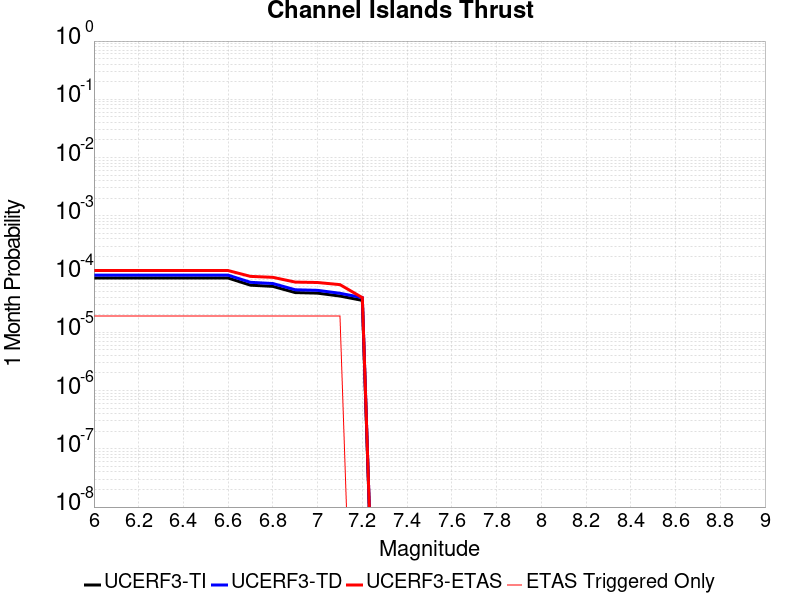 Channel Islands Thrust
10^0
10^-1
10^-2
10^-3
10^-4
10^-5
10^-6
10^-7
10^-8
1 Month Probability
6 6.2 6.4 6.6 6.8 7 7.2 7.4 7.6 7.8 8 8.2 8.4 8.6 8.8 9
Magnitude
UCERF3-TI UCERF3-TD UCERF3-ETAS ETAS Triggered Only